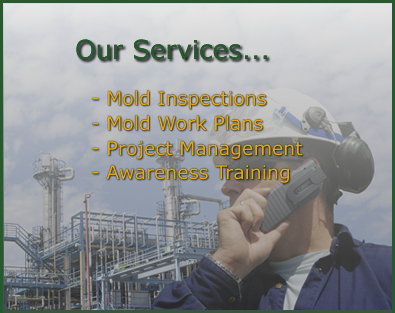 Our Services...
- Mold Inspections
- Mold Work Plans
- Project Management
- Awareness Training